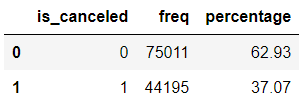 is_canceled freq percentage
0 0 75011 62.93
1 1 44195 37.07